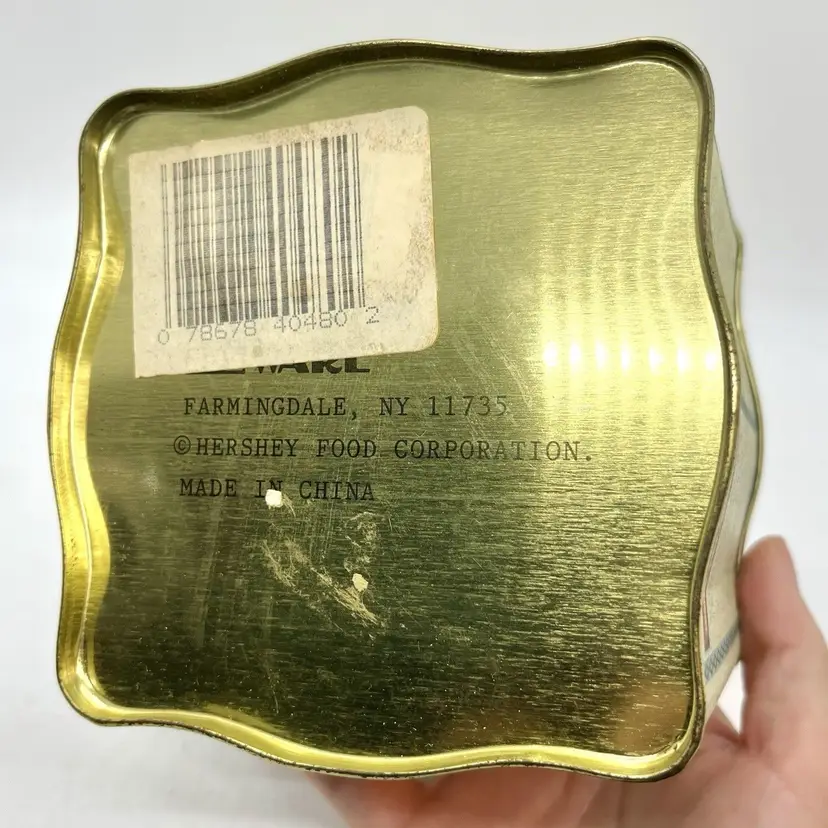 0 78678 40480 2
FARMINGDALE, NY 11735
©HERSHEY FOOD CORPORATION.
MADE IN CHINA